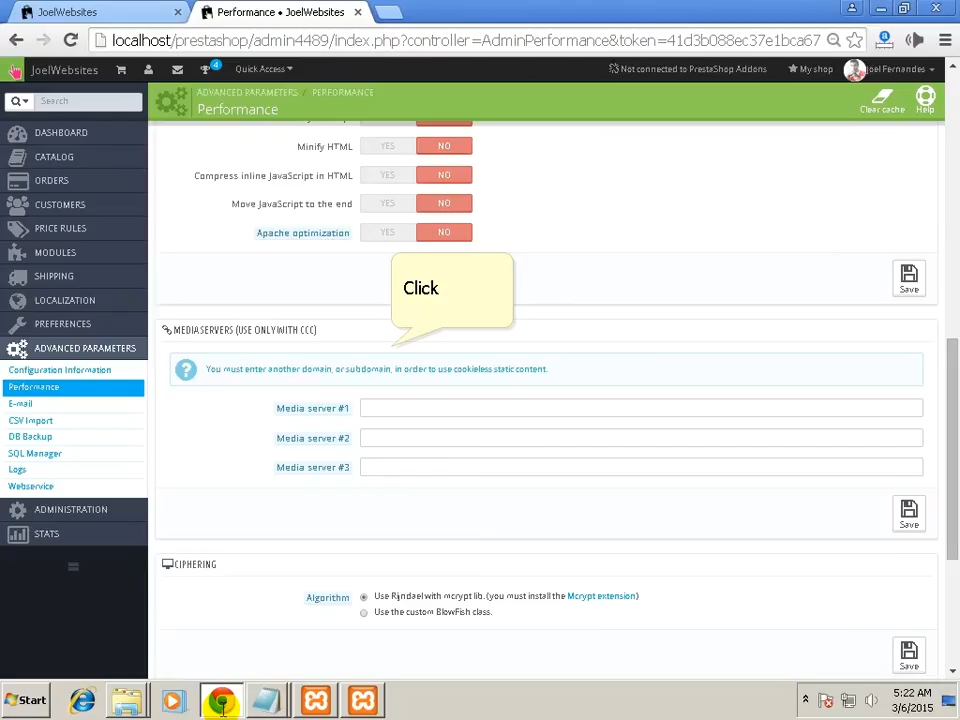 JoelWebsites
Performance • JoelWebsites
localhost/prestashop/admin4489/index.php?controller=AdminPerformance&token=41d3b088ec37e1bca67
JoelWebsites
4
Quick Access
Not connected to PrestaShop Addons
My shop
Joel Fernandes
Search
ADVANCED PARAMETERS / PERFORMANCE
Performance
Clear cache
Help
DASHBOARD
CATALOG
ORDERS
CUSTOMERS
PRICE RULES
MODULES
SHIPPING
LOCALIZATION
PREFERENCES
ADVANCED PARAMETERS
Configuration Information
Performance
E-mail
CSV Import
DB Backup
SQL Manager
Logs
Webservice
ADMINISTRATION
STATS
Minify HTML YES NO
Compress inline JavaScript in HTML YES NO
Move JavaScript to the end YES NO
Apache optimization YES NO
Click
Save
MEDIA SERVERS (USE ONLY WITH CCC)
You must enter another domain, or subdomain, in order to use cookieless static content.
Media server #1
Media server #2
Media server #3
Save
CIPHERING
Algorithm
Use Rijndael with mcrypt lib. (you must install the Mcrypt extension)
Use the custom BlowFish class.
Save
Start
5:22 AM
3/6/2015